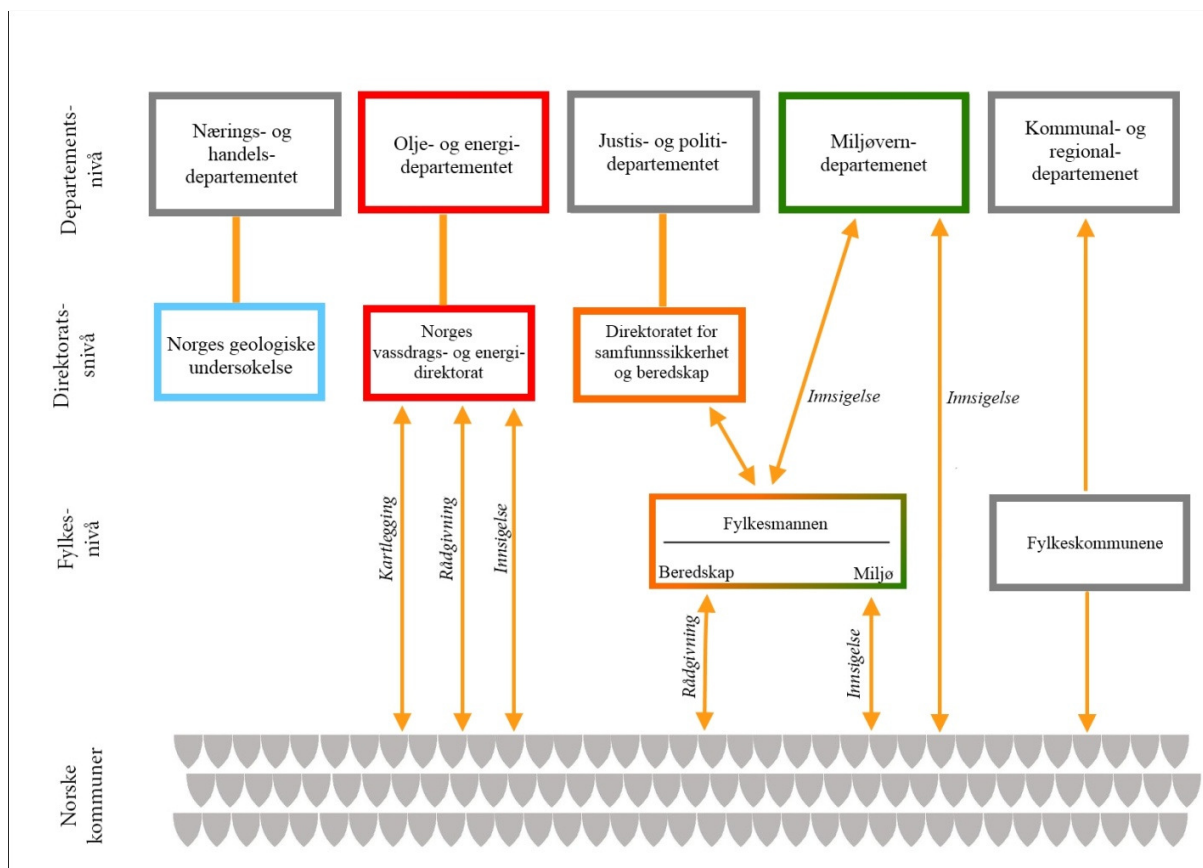 Departements-
nivå
Nærings- og
handels-
departementet
Olje- og energi-
departementet
Justis- og politi-
departementet
Miljøvern-
departemenet
Kommunal- og
regional-
departemenet
Direktorats-
snivå
Norges geologiske
undersøkelse
Norges
vassdrags- og energi-
direktorat
Direktoratet for
samfunnssikkerhet
og beredskap
Innsigelse
Innsigelse
Fylkes-
nivå
Kartlegging
Rådgivning
Innsigelse
Fylkesmannen
Beredskap
Miljø
Fylkeskommunene
Rådgivning
Innsigelse
Norske
kommuner